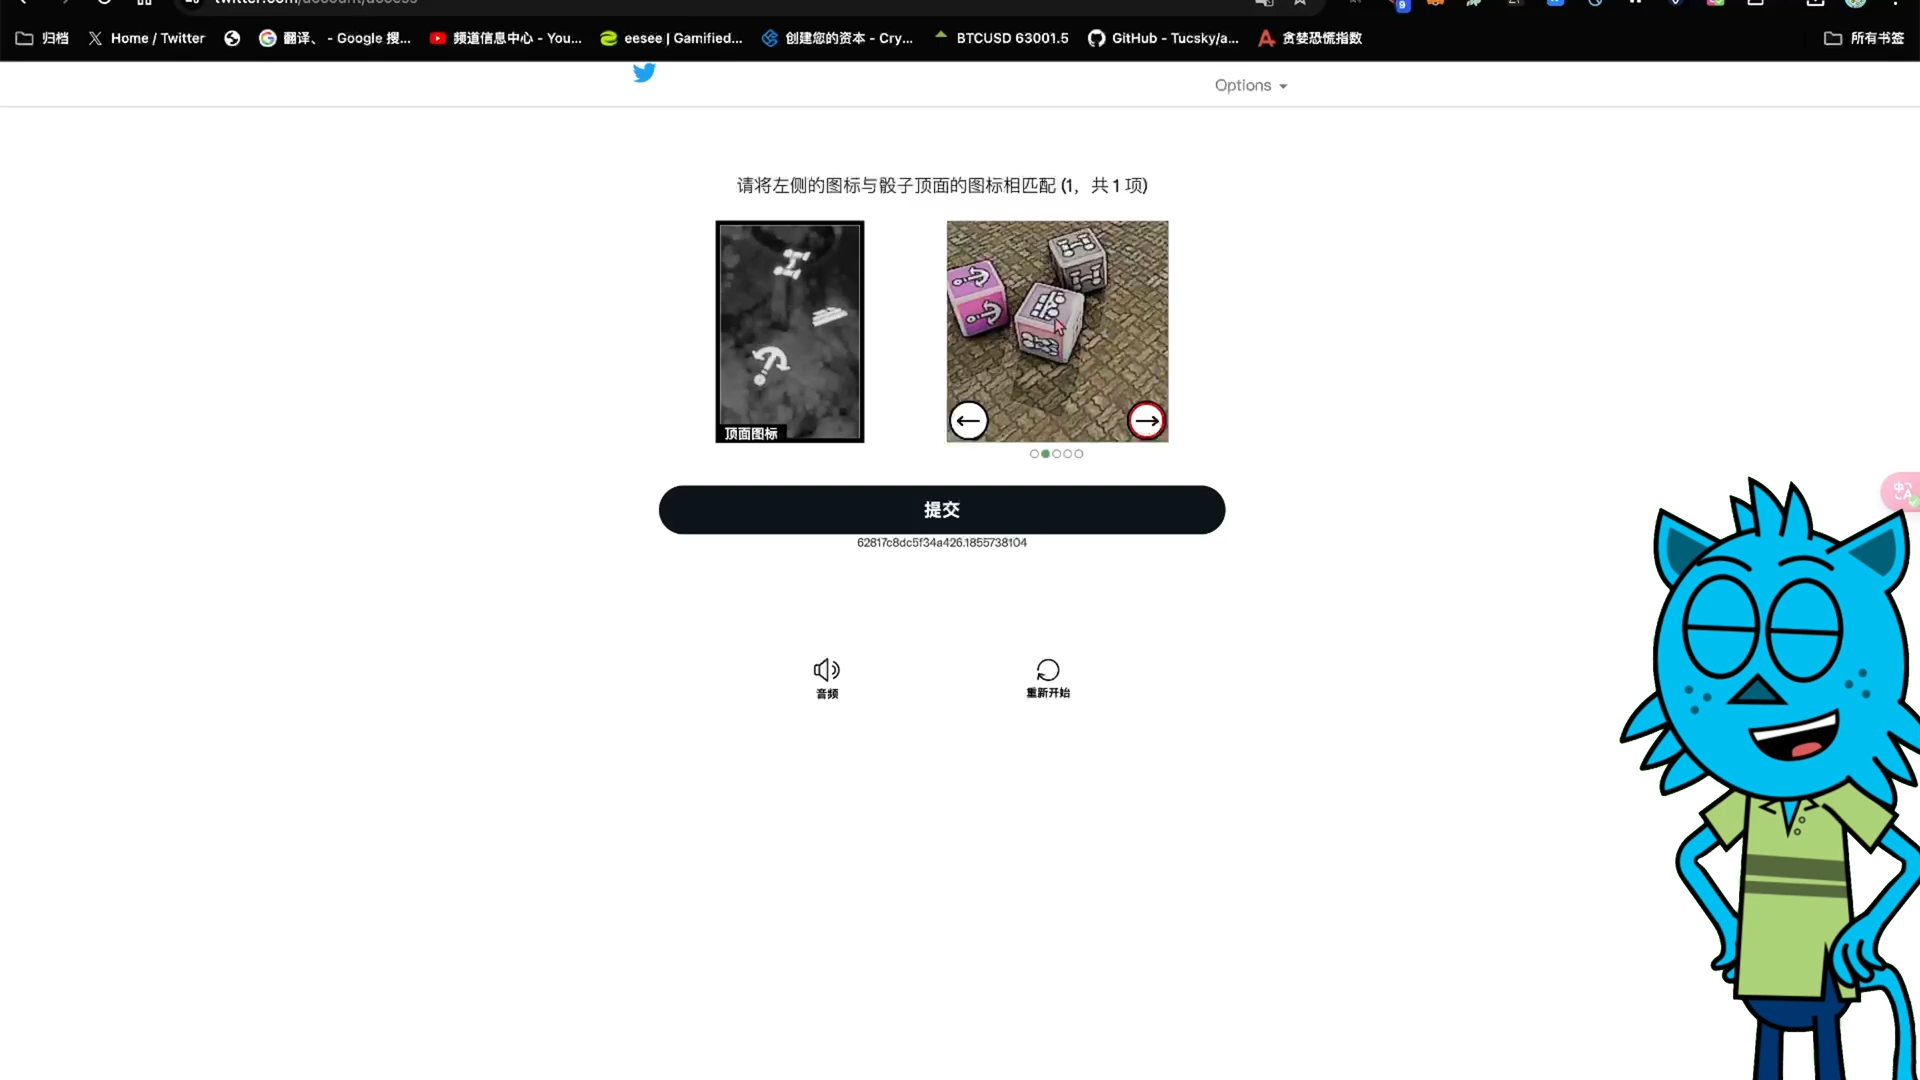 归档
Home / Twitter
翻译、 - Google 搜...
频道信息中心 - You...
eesee | Gamified...
创建您的资本 - Cry...
BTCUSD 63001.5
GitHub - Tucsky/a...
贪婪恐慌指数
所有书签
Options
请将左侧的图标与骰子顶面的图标相匹配 (1，共 1 项)
顶面图标
提交
62817c8dc5f34a426.1855738104
音频
重新开始